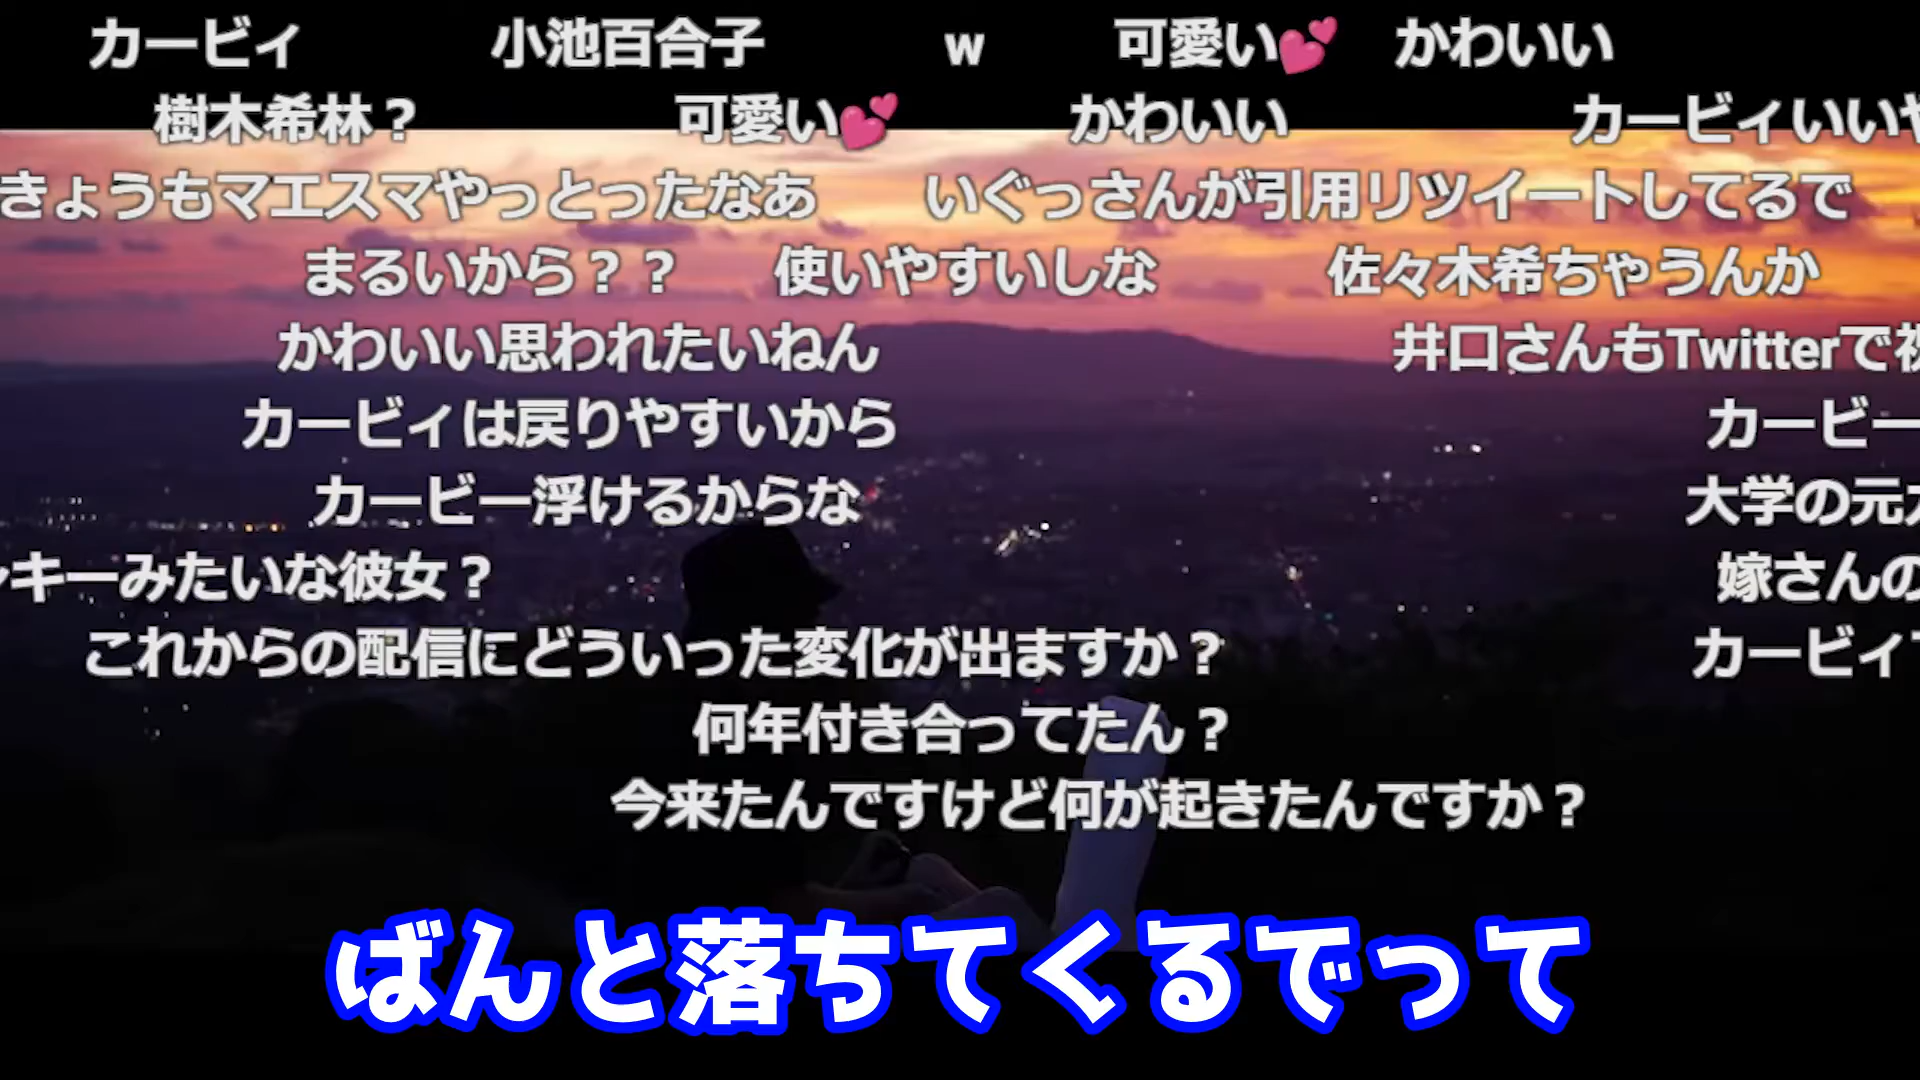 カービィ 小池百合子 w 可愛い💕 かわいい
樹木希林？ 可愛い💕 かわいい カービィいいや
きょうもマエスマやっとったなあ いぐっさんが引用リツイートしてるで
まるいから？？ 使いやすいしな 佐々木希ちゃうんか
かわいい思われたいねん 井口さんもTwitterで祝
カービィは戻りやすいから カービー
カービー浮けるからな 大学の元カ
ンキーみたいな彼女？ 嫁さんの
これからの配信にどういった変化が出ますか？ カービィ
何年付き合ってたん？
今来たんですけど何が起きたんですか？
ばんと落ちてくるでって